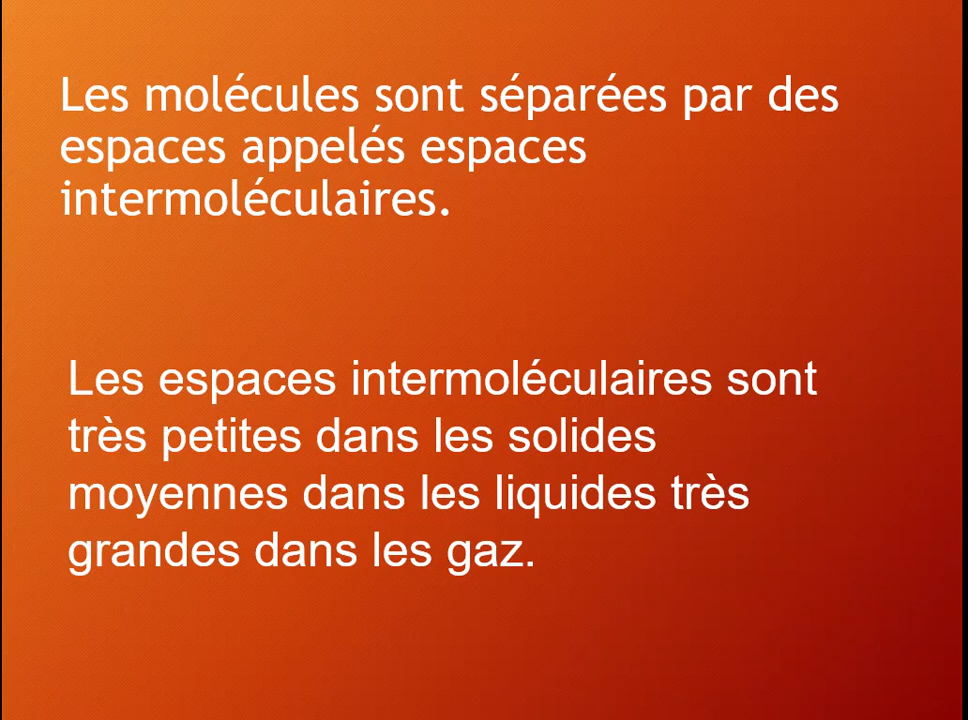 Les molécules sont séparées par des
espaces appelés espaces
intermoléculaires.
Les espaces intermoléculaires sont
très petites dans les solides
moyennes dans les liquides très
grandes dans les gaz.